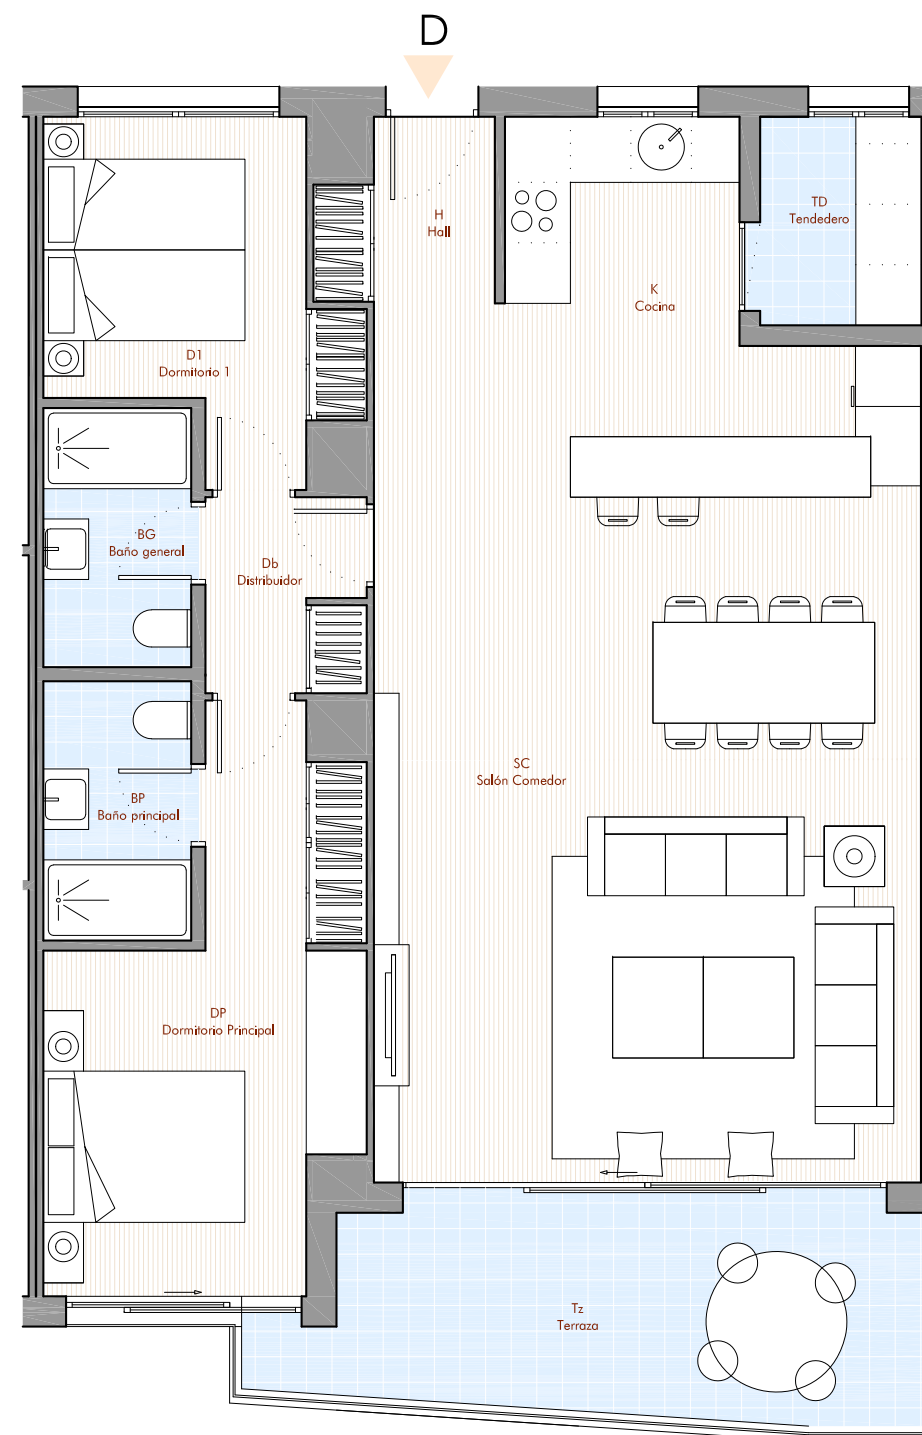 D
H
Hall
TD
Tendedero
K
Cocina
D1
Dormitorio 1
BG
Baño general
Db
Distribuidor
SC
Salón Comedor
BP
Baño principal
DP
Dormitorio Principal
Tz
Terraza